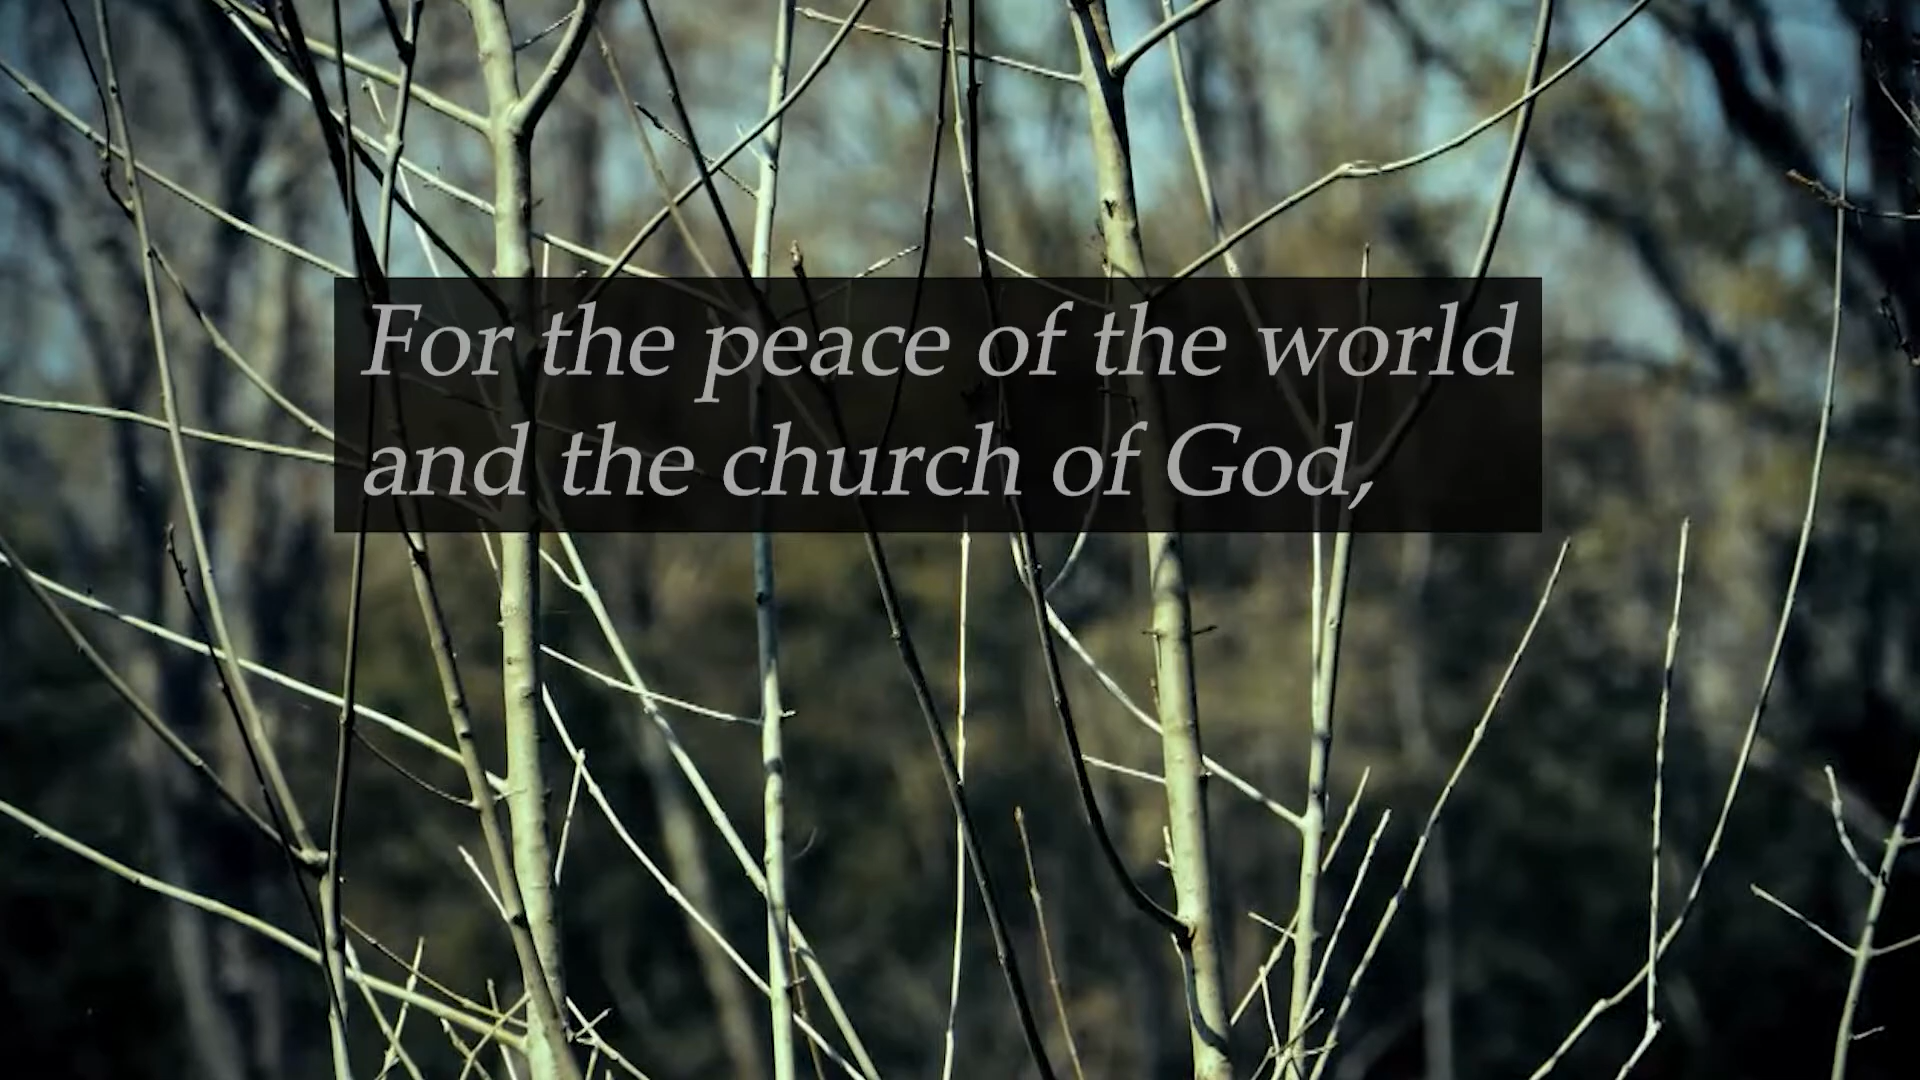 For the peace of the world
and the church of God,